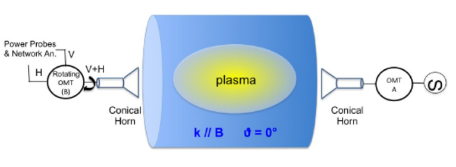 Power Probes
& Network An.
V
H
V+H
Rotating
OMT
(B)
Conical
Horn
plasma
k // B ϑ = 0°
Conical
Horn
OMT
A
S